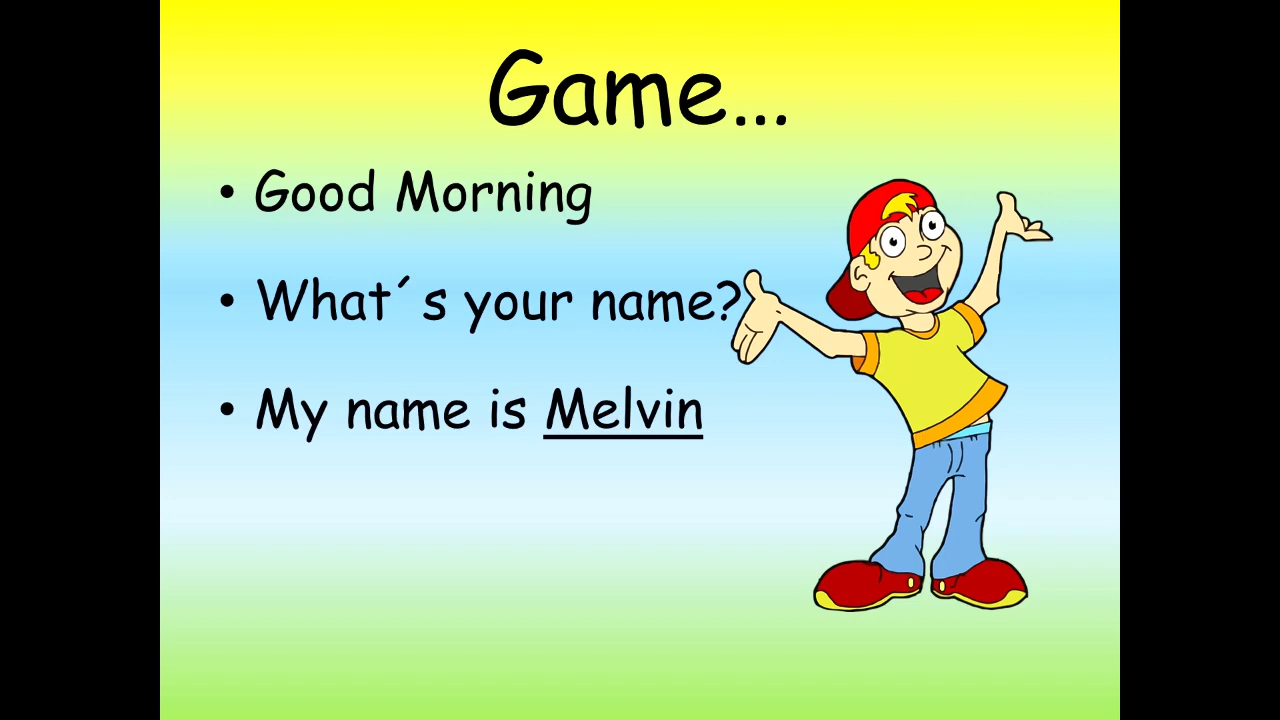 Game...
• Good Morning
• What´s your name?
• My name is Melvin